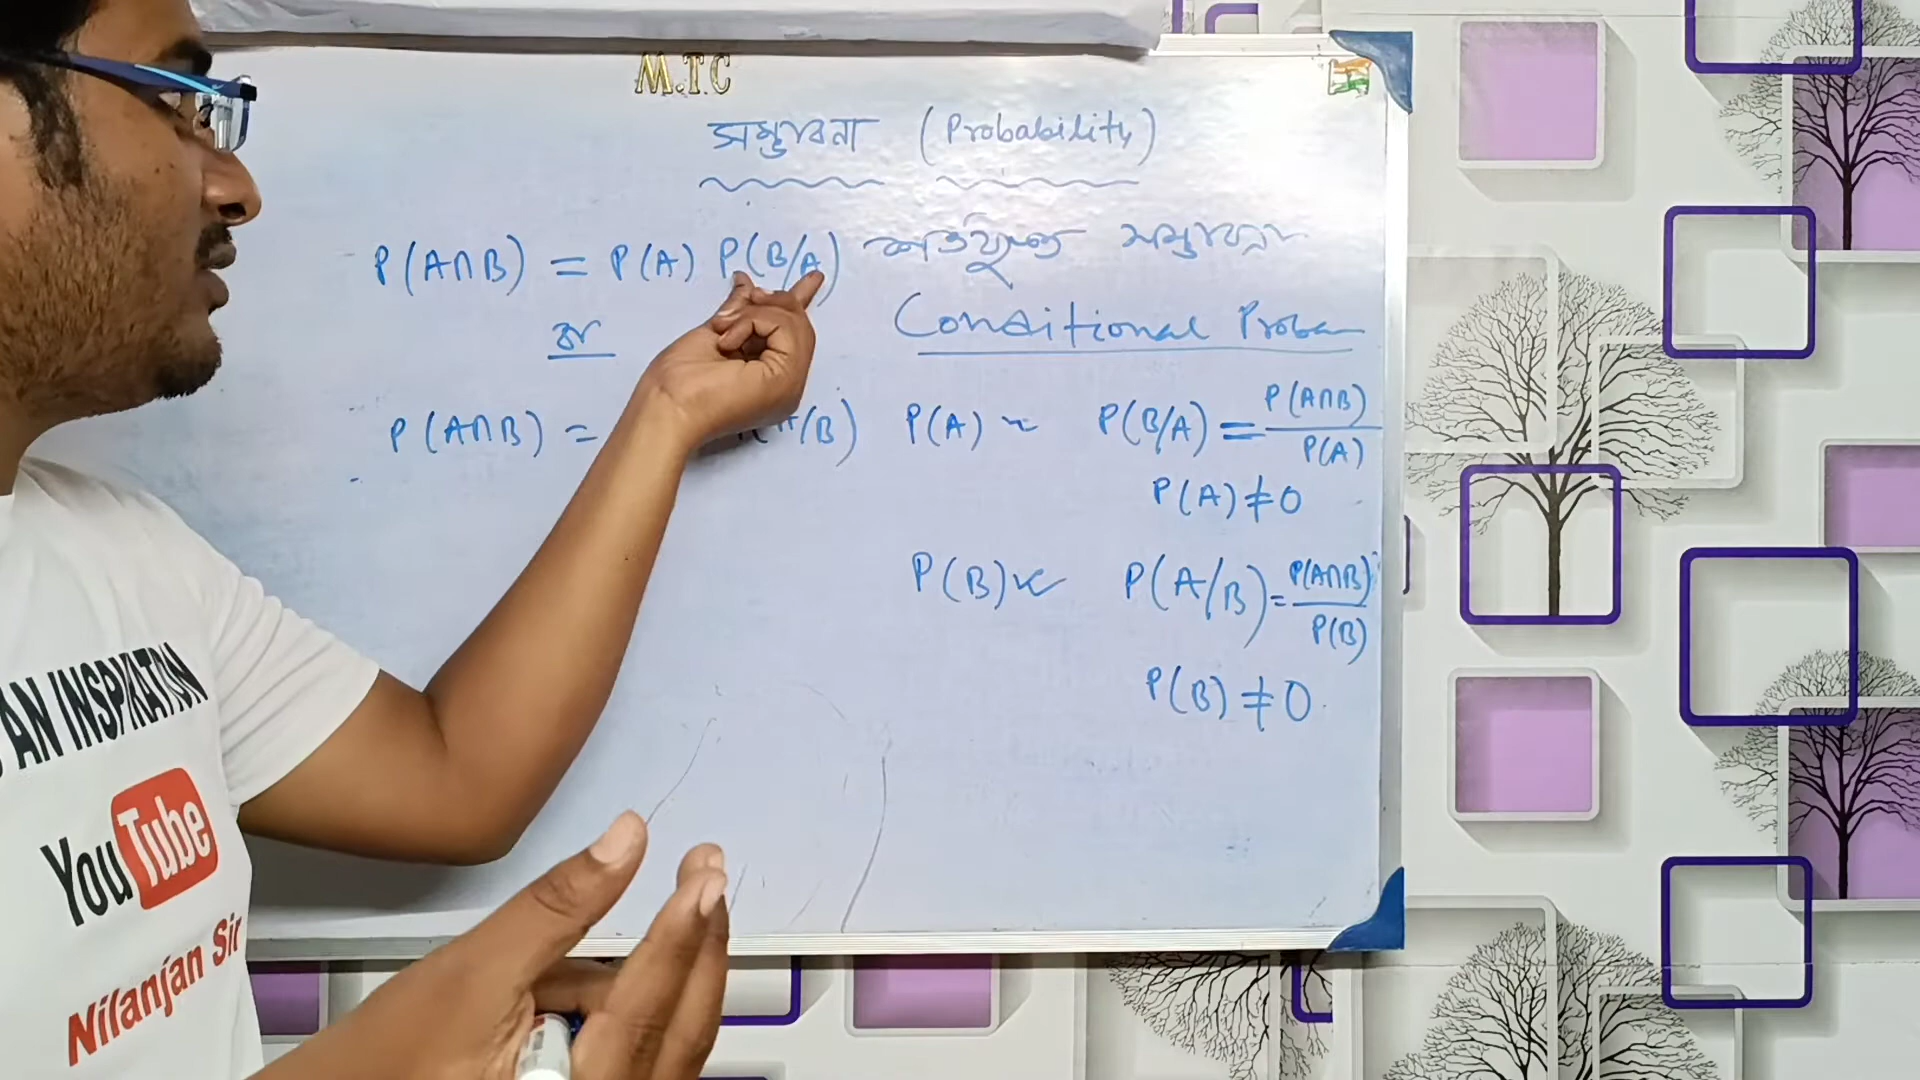 M.T.C
সম্ভাবনা (Probability)
P(A∩B) = P(A) P(B/A) শর্তযুক্ত সম্ভাবনা
or
Conditional Proba
P(A∩B) = (A/B) P(A) P(B/A) = P(A∩B)/P(A)
P(A) ≠ 0
P(B) P(A/B) = P(A∩B)/P(B)
P(B) ≠ 0
AN INSPIRATION
YouTube
Nilanjan Sir